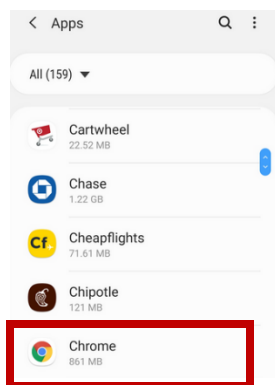 Apps
All (159)
Cartwheel
22.52 MB
Chase
1.22 GB
Cf.
Cheapflights
71.61 MB
Chipotle
121 MB
Chrome
861 MB